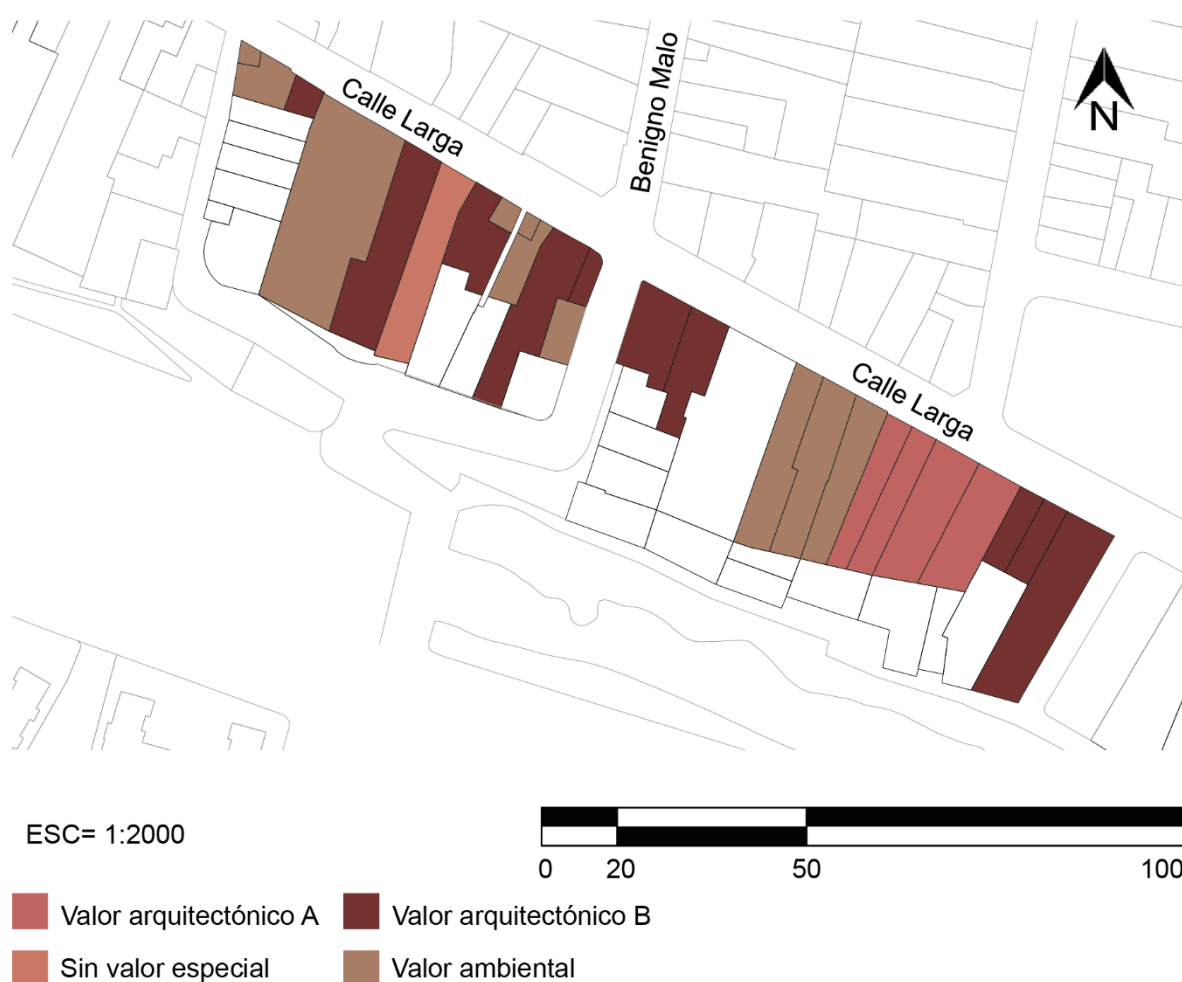 Calle Larga
Benigno Malo
N
Calle Larga
ESC= 1:2000
0 20 50 100
Valor arquitectónico A
Valor arquitectónico B
Sin valor especial
Valor ambiental